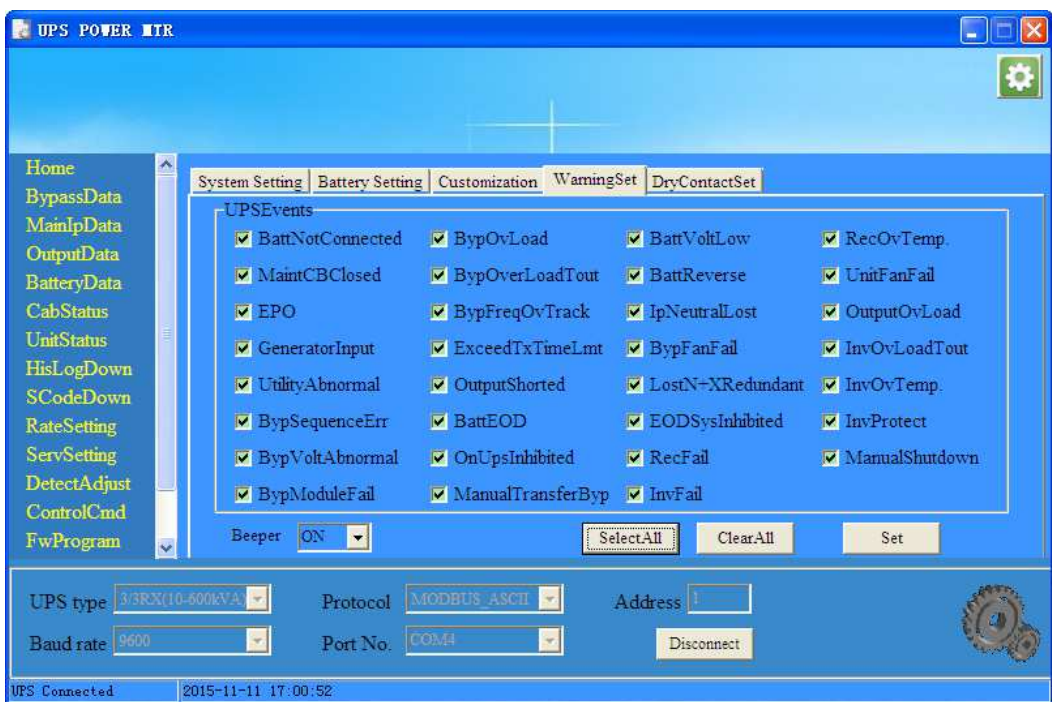 UPS POWER MTR
Home
BypassData
MainIpData
OutputData
BatteryData
CabStatus
UnitStatus
HisLogDown
SCodeDown
RateSetting
ServSetting
DetectAdjust
ControlCmd
FwProgram
System Setting Battery Setting Customization WarningSet DryContactSet
UPSEvents
BattNotConnected BypOvLoad BattVoltLow RecOvTemp.
MaintCBClosed BypOverLoadTout BattReverse UnitFanFail
EPO BypFreqOvTrack IpNeutralLost OutputOvLoad
GeneratorInput ExceedTxTimeLmt BypFanFail InvOvLoadTout
UtilityAbnormal OutputShorted LostN+XRedundant InvOvTemp.
BypSequenceErr BattEOD EODSysInhibited InvProtect
BypVoltAbnormal OnUpsInhibited RecFail ManualShutdown
BypModuleFail ManualTransferByp InvFail
Beeper ON SelectAll ClearAll Set
UPS type 3/3RX(10-600kVA) Protocol MODBUS_ASCII Address 1
Baud rate 9600 Port No. COM4 Disconnect
UPS Connected 2015-11-11 17:00:52